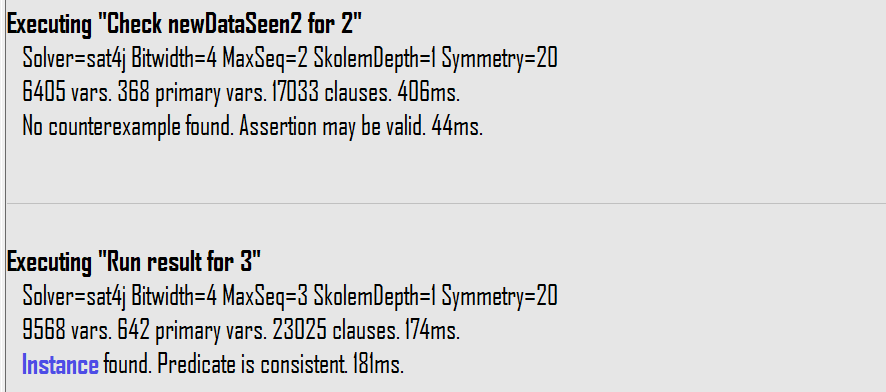 Executing "Check newDataSeen2 for 2"
Solver=sat4j Bitwidth=4 MaxSeq=2 SkolemDepth=1 Symmetry=20
6405 vars. 368 primary vars. 17033 clauses. 406ms.
No counterexample found. Assertion may be valid. 44ms.
Executing "Run result for 3"
Solver=sat4j Bitwidth=4 MaxSeq=3 SkolemDepth=1 Symmetry=20
9568 vars. 642 primary vars. 23025 clauses. 174ms.
Instance found. Predicate is consistent. 181ms.